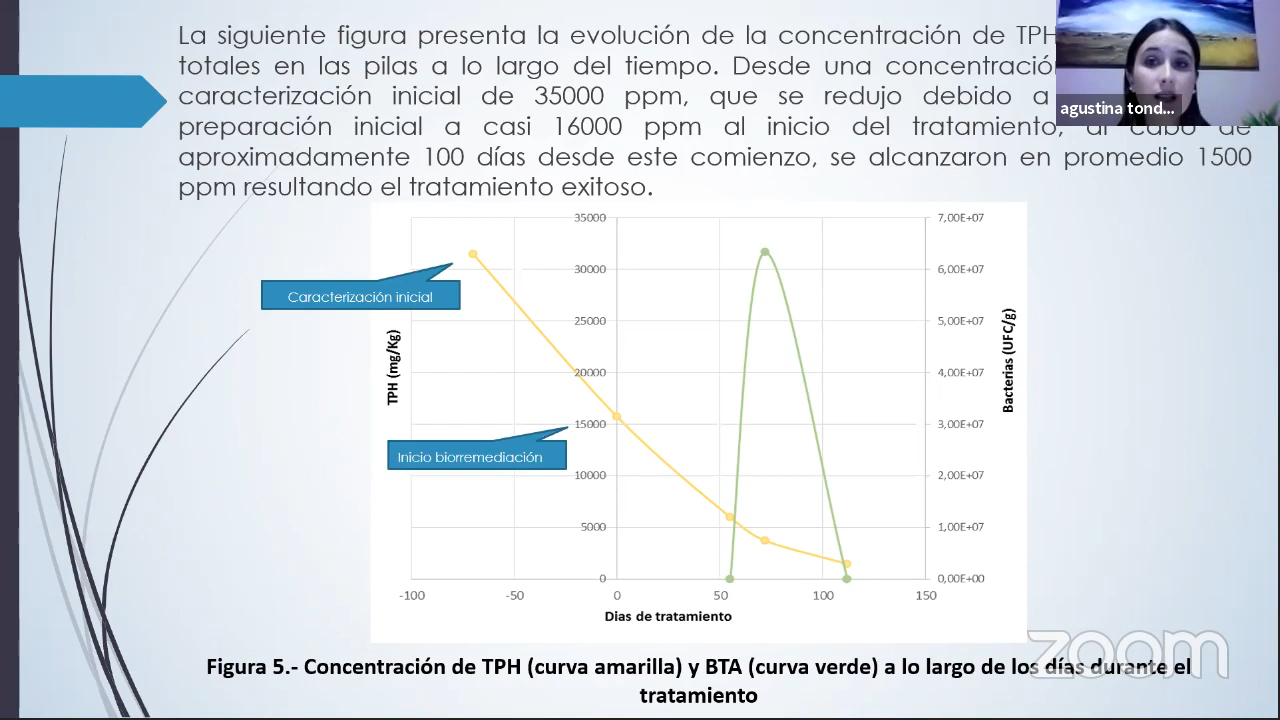 La siguiente figura presenta la evolución de la concentración de TPH
totales en las pilas a lo largo del tiempo. Desde una concentración
caracterización inicial de 35000 ppm, que se redujo debido a
preparación inicial a casi 16000 ppm al inicio del tratamiento, al cabo de
aproximadamente 100 días desde este comienzo, se alcanzaron en promedio 1500
ppm resultando el tratamiento exitoso.
agustina tond...
35000
30000
25000
20000
15000
10000
5000
0
7,00E+07
6,00E+07
5,00E+07
4,00E+07
3,00E+07
2,00E+07
1,00E+07
0,00E+00
Caracterización inicial
Inicio biorremediación
TPH (mg/Kg)
Bacterias (UFC/g)
-100 -50 0 50 100 150
Dias de tratamiento
zoom
Figura 5.- Concentración de TPH (curva amarilla) y BTA (curva verde) a lo largo de los días durante el
tratamiento